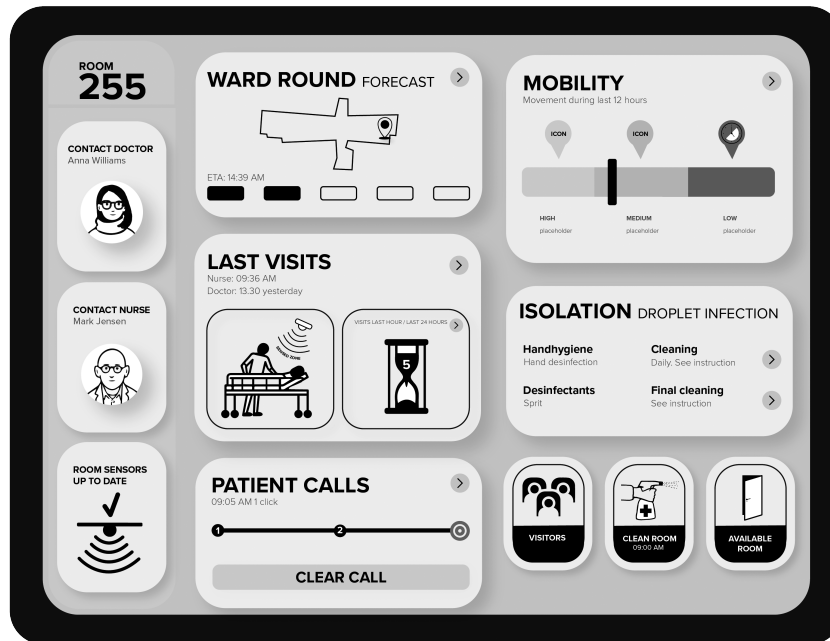 ROOM
255
CONTACT DOCTOR
Anna Williams
CONTACT NURSE
Mark Jensen
ROOM SENSORS
UP TO DATE
WARD ROUND FORECAST
ETA: 14:39 AM
LAST VISITS
Nurse: 09:36 AM
Doctor: 13.30 yesterday
SENSED ZONE
VISITS LAST HOUR / LAST 24 HOURS
5
PATIENT CALLS
09:05 AM 1 click
1
2
CLEAR CALL
MOBILITY
Movement during last 12 hours
ICON
ICON
HIGH
MEDIUM
LOW
placeholder
placeholder
placeholder
ISOLATION DROPLET INFECTION
Handhygiene
Cleaning
Hand desinfection
Daily. See instruction
Desinfectants
Final cleaning
Sprit
See instruction
VISITORS
CLEAN ROOM
09:00 AM
AVAILABLE
ROOM